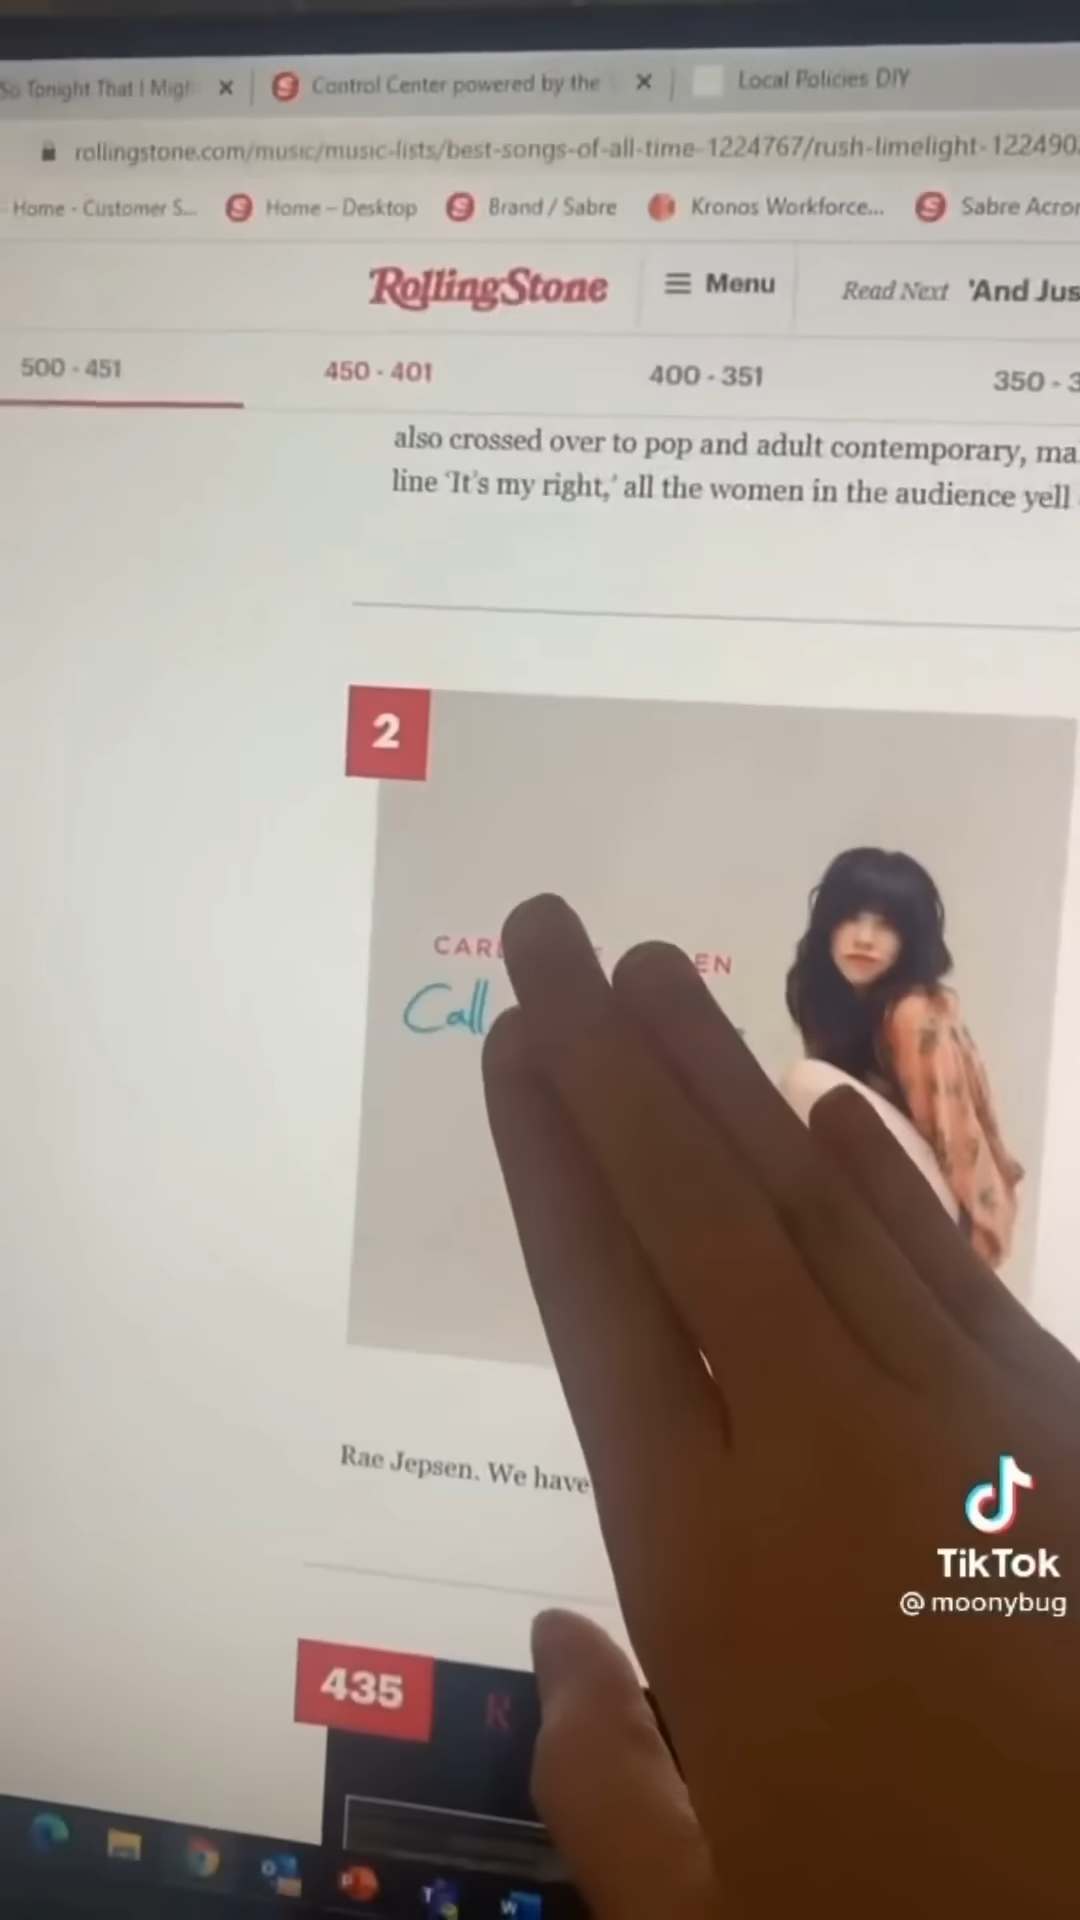 So Tonight That I Migh
Control Center powered by the
Local Policies DIY
rollingstone.com/music/music-lists/best-songs-of-all-time-1224767/rush-limelight-122490
Home - Customer S...
Home - Desktop
Brand / Sabre
Kronos Workforce...
Sabre Acro
RollingStone
Menu
Read Next 'And Jus
500 - 451
450 - 401
400 - 351
350 - 3
also crossed over to pop and adult contemporary, ma
line 'It's my right,' all the women in the audience yell
2
CAR
EN
Call
Rae Jepsen. We have
435
R
TikTok
@moonybug